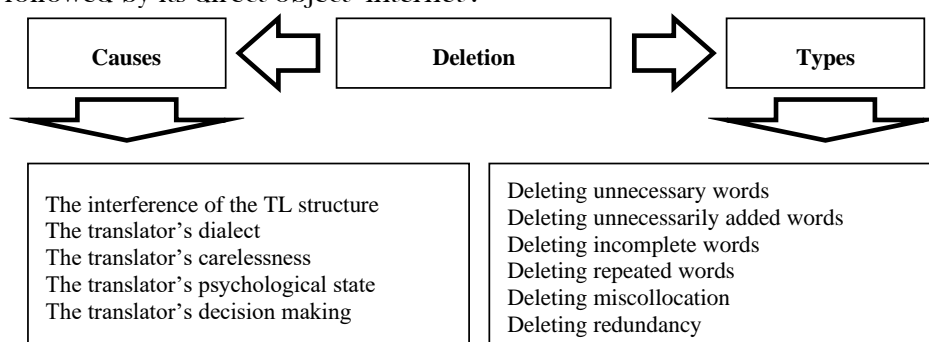 followed by its direct object 'internet'.
Causes
Deletion
Types
The interference of the TL structure
The translator's dialect
The translator's carelessness
The translator's psychological state
The translator's decision making
Deleting unnecessary words
Deleting unnecessarily added words
Deleting incomplete words
Deleting repeated words
Deleting miscollocation
Deleting redundancy